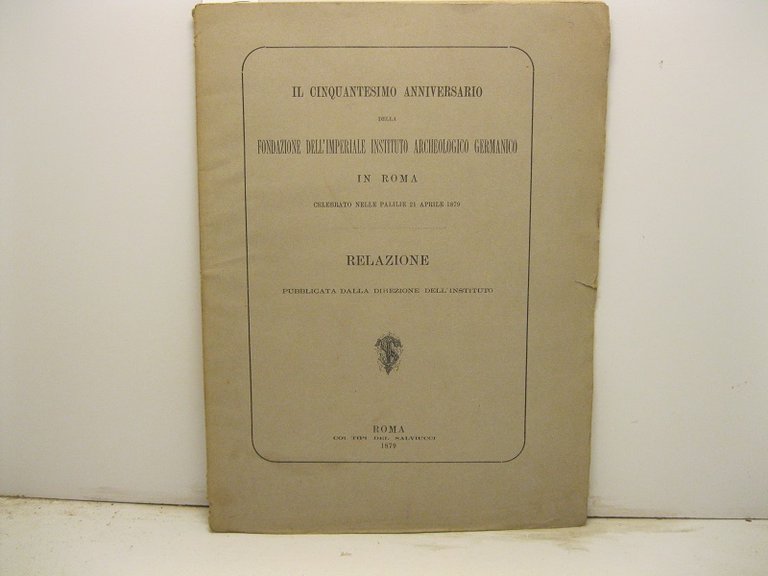 IL CINQUANTESIMO ANNIVERSARIO
DELLA
FONDAZIONE DELL'IMPERIALE INSTITUTO ARCHEOLOGICO GERMANICO
IN ROMA
CELEBRATO NELLE PALILIE 21 APRILE 1879
RELAZIONE
PUBBLICATA DALLA DIREZIONE DELL'INSTITUTO
ROMA
COI TIPI DEL SALVIUCCI
1879